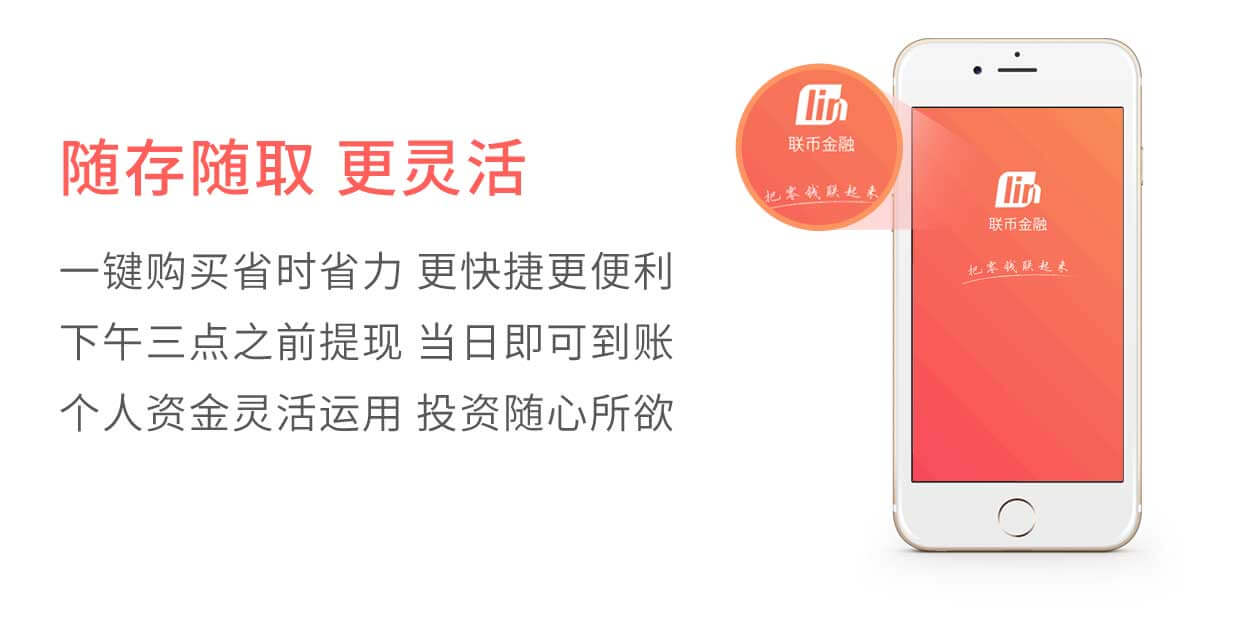 随存随取 更灵活
一键购买省时省力 更快捷更便利
下午三点之前提现 当日即可到账
个人资金灵活运用 投资随心所欲
lin
联币金融
把零钱联起来
lin
联币金融
把零钱联起来